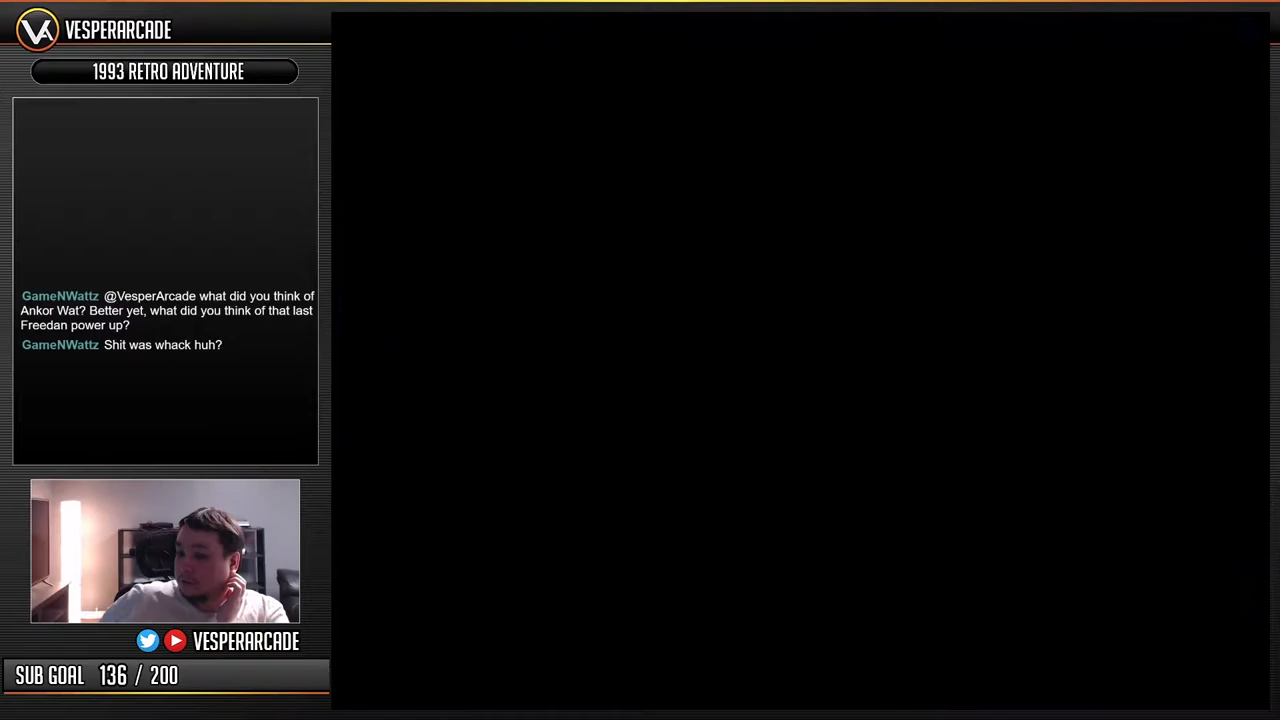 VA VESPERARCADE
1993 RETRO ADVENTURE
GameNWattz @VesperArcade what did you think of
Ankor Wat? Better yet, what did you think of that last
Freedan power up?
GameNWattz Shit was whack huh?
VESPERARCADE
SUB GOAL 136 / 200